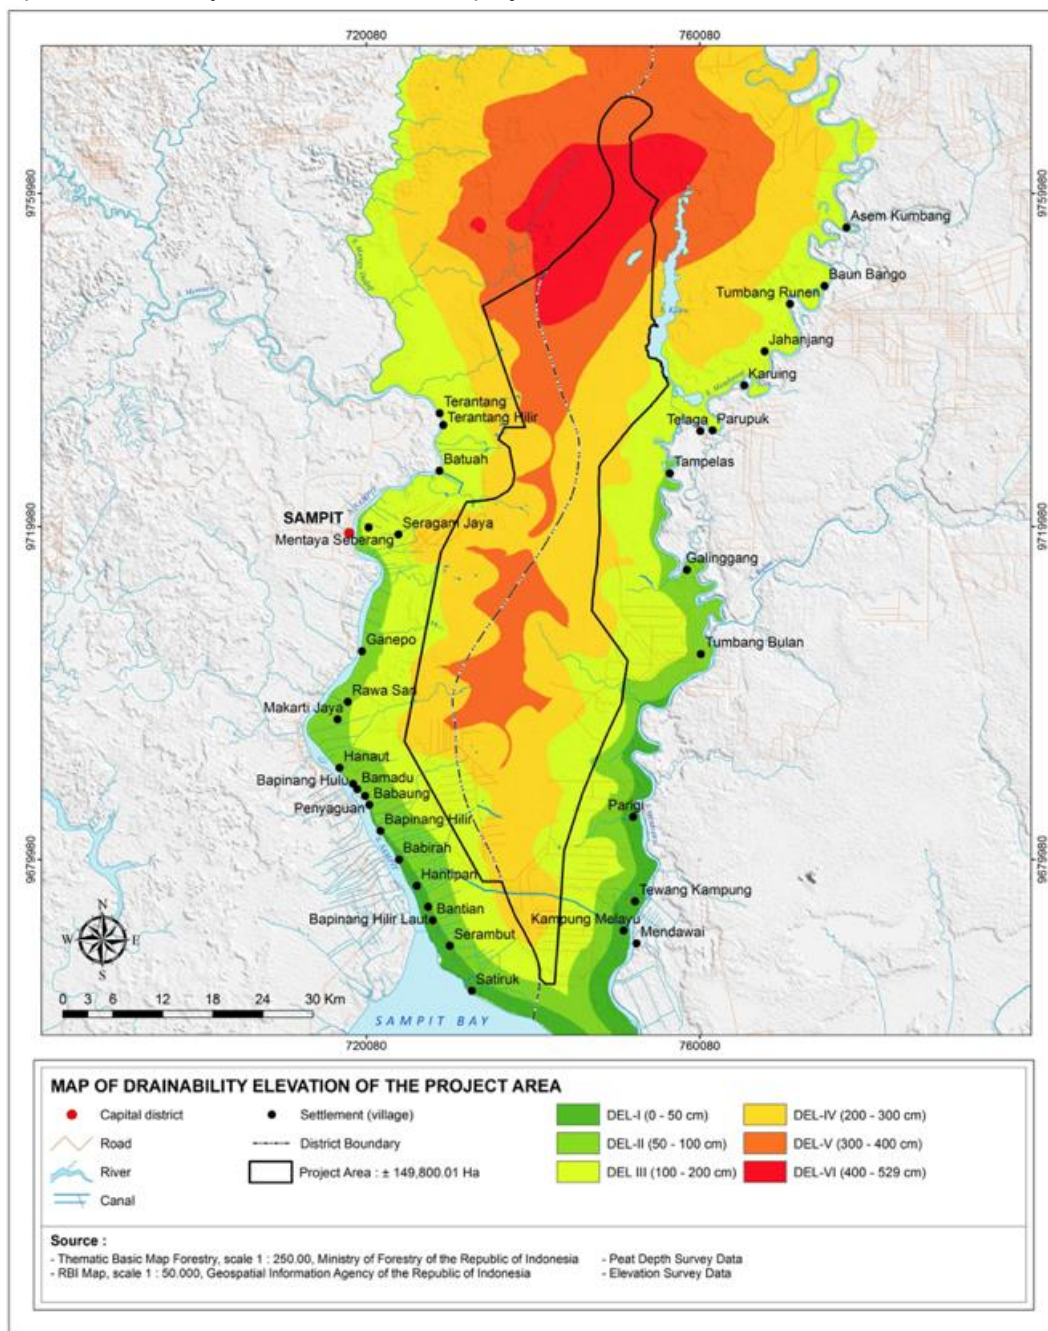 720080
760080
9759980
9759980
Asem Kumbang
Baun Bango
Tumbang Runen
Jahanjang
Karuing
Terantang
Terantang Hilir
Telaga
Parupuk
Batuah
Tampelas
SAMPIT
Seragam Jaya
Mentaya Seberang
9719980
9719980
Galinggang
Ganepo
Tumbang Bulan
Rawa Sari
Makarti Jaya
Hanaut
Bapinang Hulu
Bamadu
Babaung
Penyaguan
Parigi
Bapinang Hilir
Babirah
9679980
9679980
Hantipan
Tewang Kampung
Bantian
Bapinang Hilir Laut
Kampung Melayu
Mendawai
Serambut
Satiruk
N
W
E
S
0 3 6 12 18 24 30 Km
SAMPIT BAY
720080
760080
MAP OF DRAINABILITY ELEVATION OF THE PROJECT AREA
Capital district
Settlement (village)
DEL-I (0 - 50 cm)
DEL-IV (200 - 300 cm)
Road
District Boundary
DEL-II (50 - 100 cm)
DEL-V (300 - 400 cm)
River
Project Area : ± 149,800.01 Ha
DEL III (100 - 200 cm)
DEL-VI (400 - 529 cm)
Canal
Source :
- Thematic Basic Map Forestry, scale 1 : 250.00, Ministry of Forestry of the Republic of Indonesia
- Peat Depth Survey Data
- RBI Map, scale 1 : 50.000, Geospatial Information Agency of the Republic of Indonesia
- Elevation Survey Data